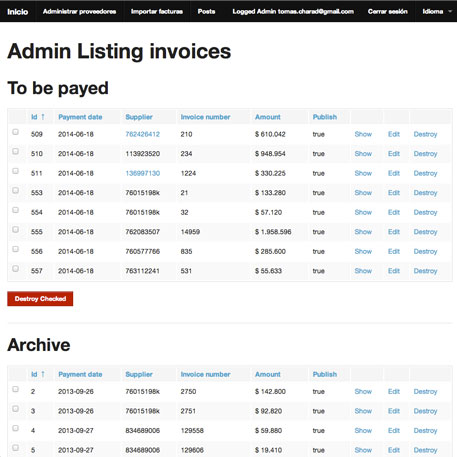 Inicio Administrar proveedores Importar facturas Posts Logged Admin tomas.charad@gmail.com Cerrar sesión Idioma
Admin Listing invoices
To be payed
Id ↑ Payment date Supplier Invoice number Amount Publish
509 2014-06-18 762426412 210 $ 610.042 true Show Edit Destroy
510 2014-06-18 113923520 234 $ 948.954 true Show Edit Destroy
511 2014-06-18 136997130 1224 $ 330.225 true Show Edit Destroy
553 2014-06-18 76015198k 21 $ 133.280 true Show Edit Destroy
554 2014-06-18 76015198k 32 $ 57.120 true Show Edit Destroy
555 2014-06-18 762083507 14959 $ 1.958.596 true Show Edit Destroy
556 2014-06-18 760577766 835 $ 285.600 true Show Edit Destroy
557 2014-06-18 763112241 531 $ 55.633 true Show Edit Destroy
Destroy Checked
Archive
Id ↑ Payment date Supplier Invoice number Amount Publish
2 2013-09-26 76015198k 2750 $ 142.800 true Show Edit Destroy
3 2013-09-26 76015198k 2751 $ 92.820 true Show Edit Destroy
4 2013-09-27 834689006 129558 $ 59.880 true Show Edit Destroy
5 2013-09-27 834689006 129606 $ 19.410 true Show Edit Destroy